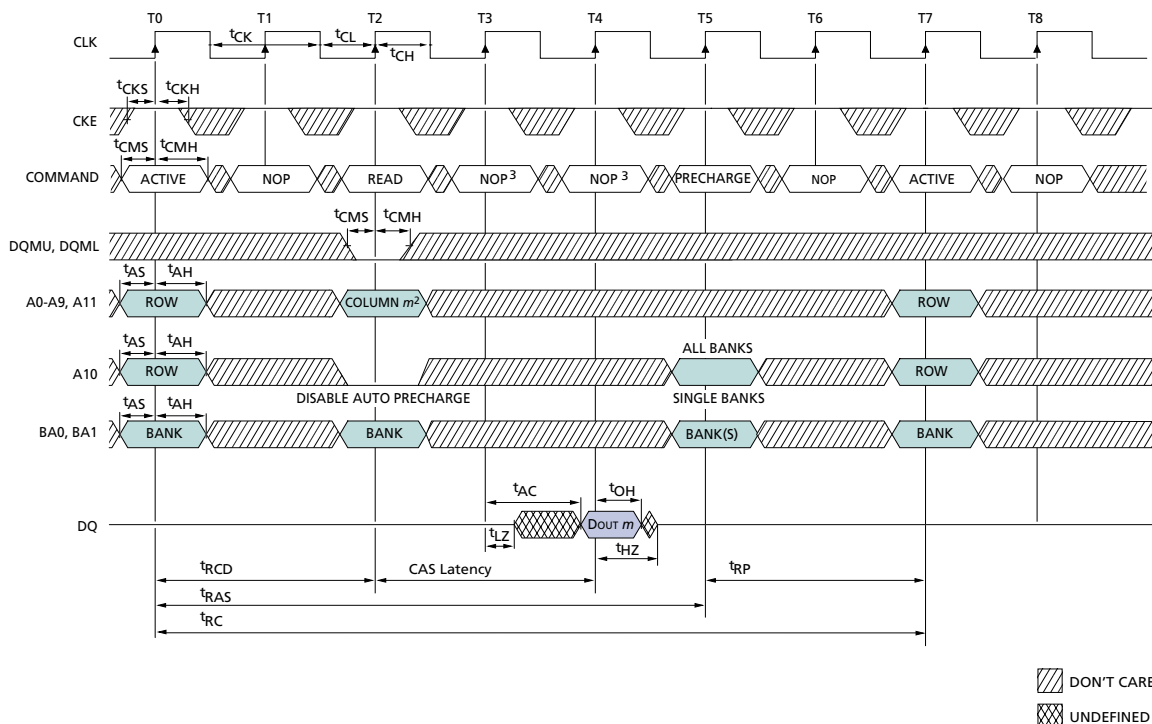 T0 T1 T2 T3 T4 T5 T6 T7 T8
CLK
tCK tCL
tCH
tCKS tCKH
CKE
tCMS tCMH
COMMAND ACTIVE NOP READ NOP3 NOP3 PRECHARGE NOP ACTIVE NOP
tCMS tCMH
DQMU, DQML
tAS tAH
A0-A9, A11 ROW COLUMN m2 ROW
tAS tAH ALL BANKS
A10 ROW ROW
DISABLE AUTO PRECHARGE SINGLE BANKS
tAS tAH
BA0, BA1 BANK BANK BANK(S) BANK
tAC tOH
DQ DOUT m
tLZ tHZ
tRCD CAS Latency tRP
tRAS
tRC
DON'T CARE
UNDEFINED